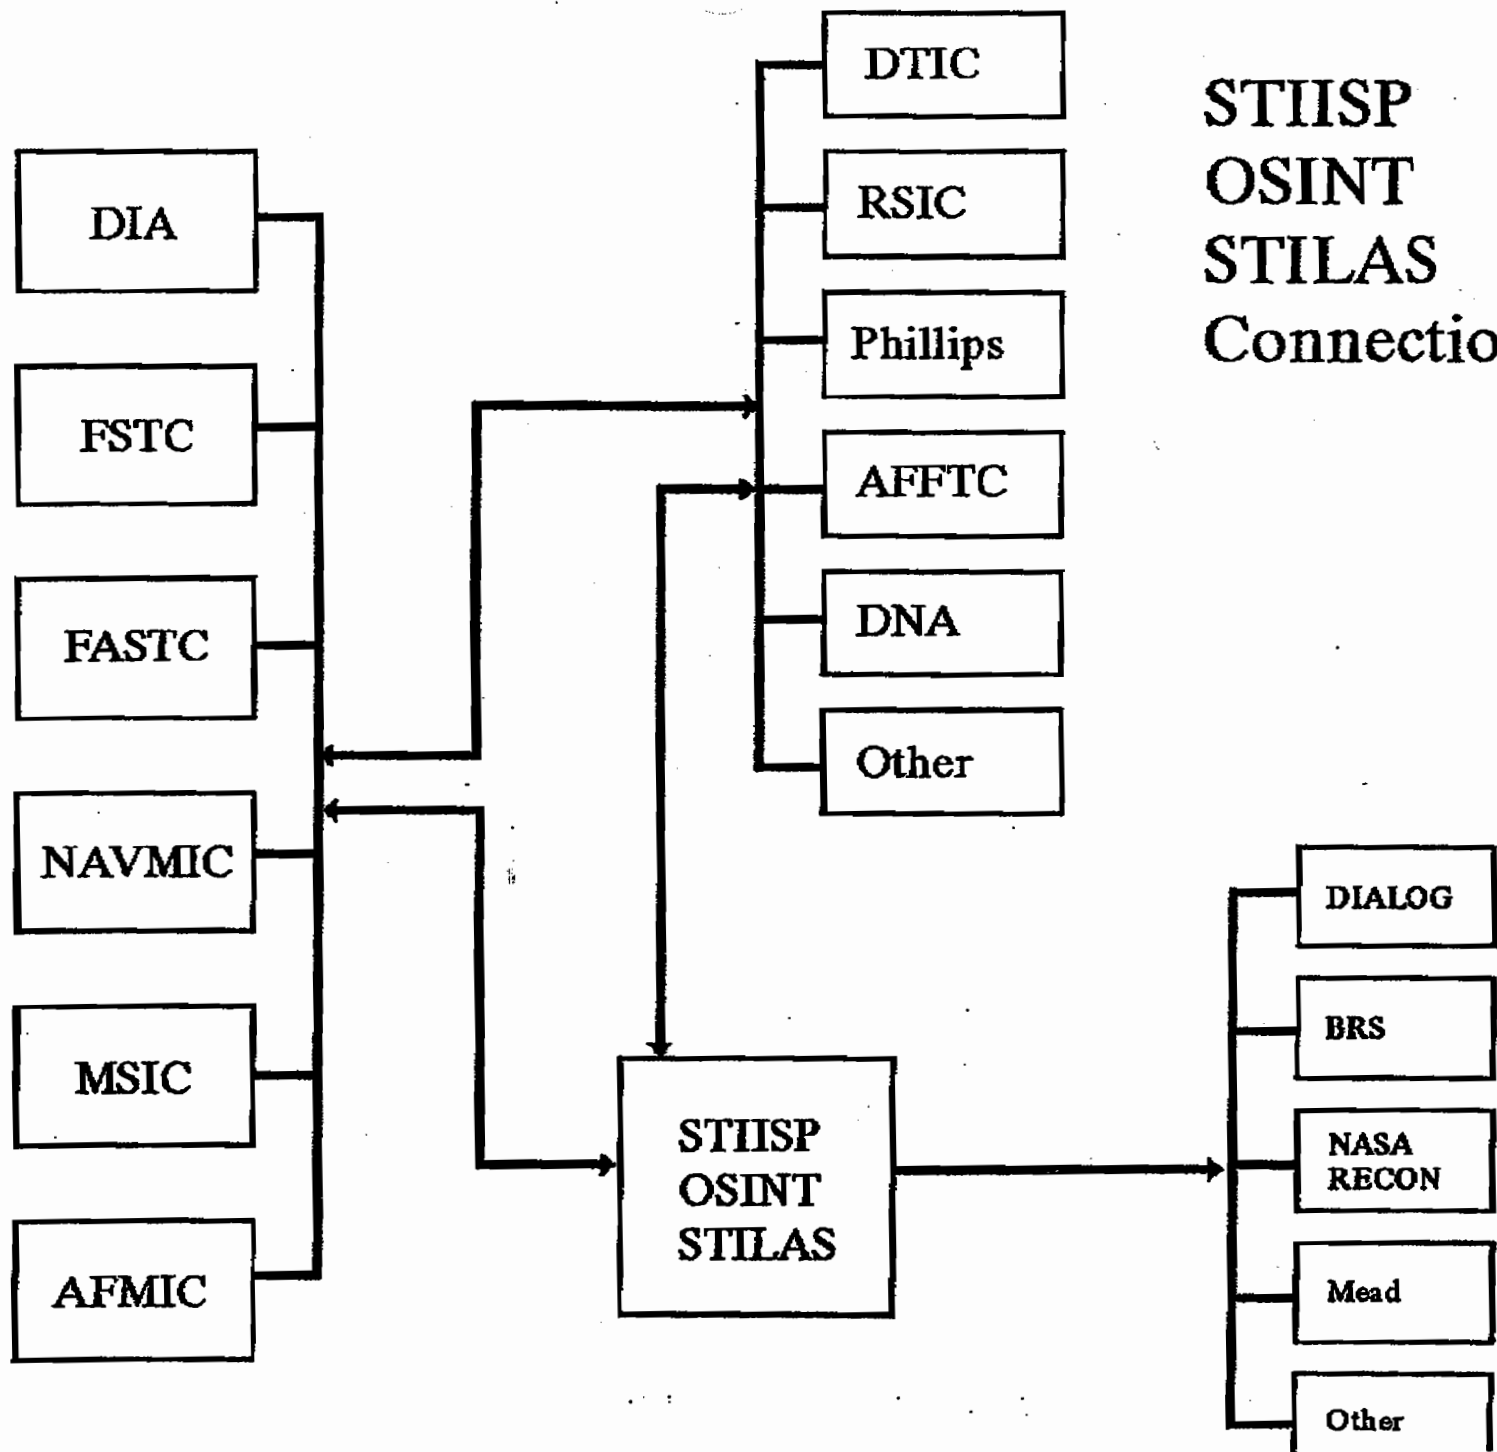 STIISP
OSINT
STILAS
Connectio
DIA
FSTC
FASTC
NAVMIC
MSIC
AFMIC
DTIC
RSIC
Phillips
AFFTC
DNA
Other
STIISP
OSINT
STILAS
DIALOG
BRS
NASA
RECON
Mead
Other